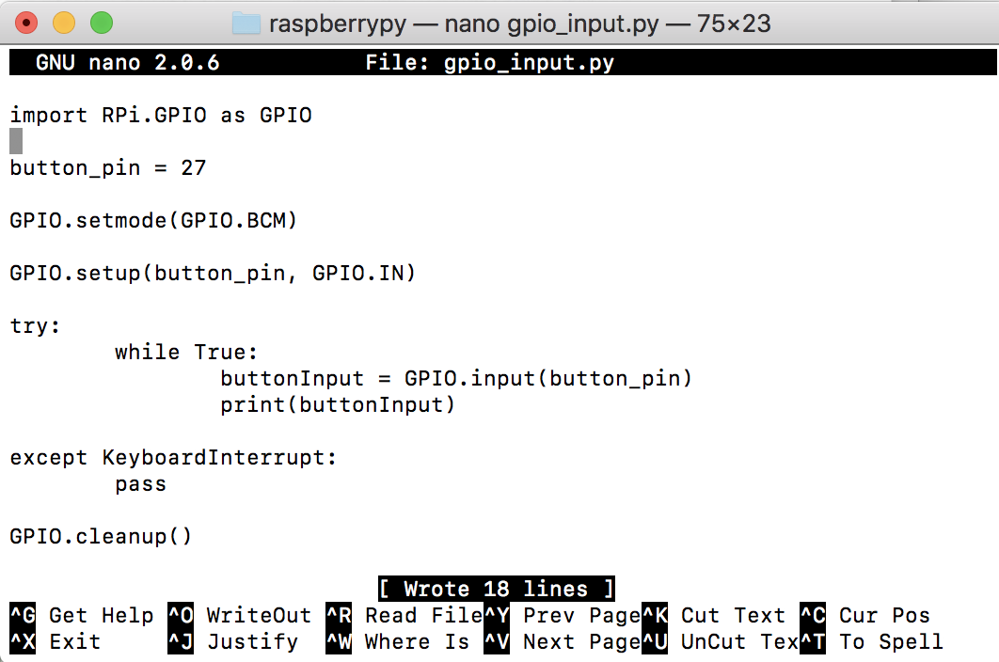 raspberrypy — nano gpio_input.py — 75×23
GNU nano 2.0.6 File: gpio_input.py
import RPi.GPIO as GPIO
button_pin = 27
GPIO.setmode(GPIO.BCM)
GPIO.setup(button_pin, GPIO.IN)
try:
        while True:
                buttonInput = GPIO.input(button_pin)
                print(buttonInput)
except KeyboardInterrupt:
        pass
GPIO.cleanup()
[ Wrote 18 lines ]
^G Get Help ^O WriteOut ^R Read File ^Y Prev Page ^K Cut Text ^C Cur Pos
^X Exit ^J Justify ^W Where Is ^V Next Page ^U UnCut Tex ^T To Spell